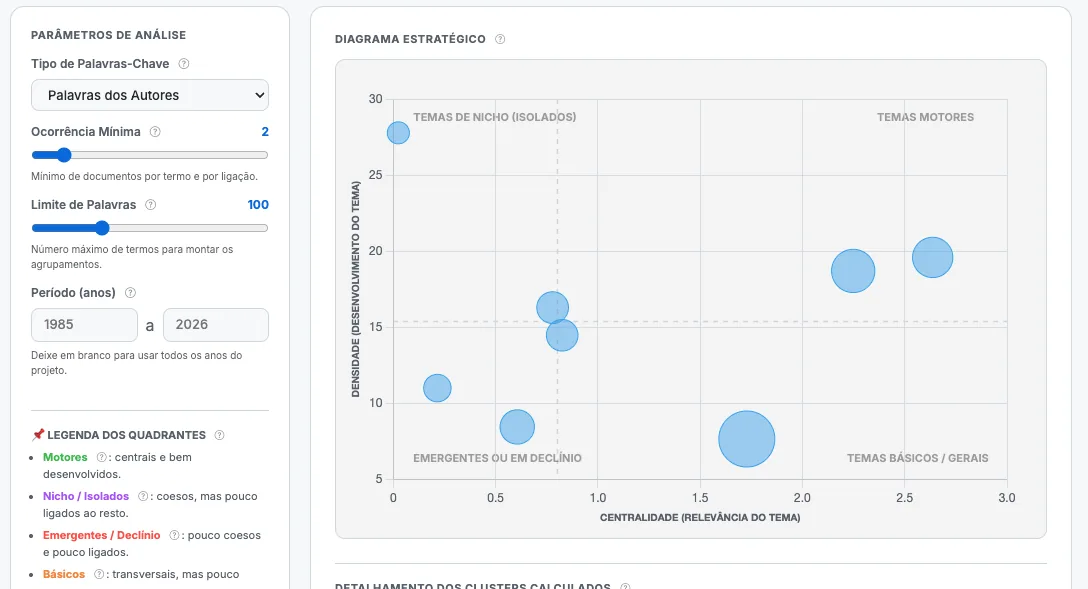 PARÂMETROS DE ANÁLISE
Tipo de Palavras-Chave ?
Palavras dos Autores
Ocorrência Mínima ? 2
Mínimo de documentos por termo e por ligação.
Limite de Palavras ? 100
Número máximo de termos para montar os
agrupamentos.
Período (anos) ?
1985 a 2026
Deixe em branco para usar todos os anos do
projeto.
LEGENDA DOS QUADRANTES ?
Motores ?: centrais e bem
desenvolvidos.
Nicho / Isolados ?: coesos, mas pouco
ligados ao resto.
Emergentes / Declínio ?: pouco coesos
e pouco ligados.
Básicos ?: transversais, mas pouco
DIAGRAMA ESTRATÉGICO ?
30
TEMAS DE NICHO (ISOLADOS) TEMAS MOTORES
25
20
15
10
5
DENSIDADE (DESENVOLVIMENTO DO TEMA)
EMERGENTES OU EM DECLÍNIO TEMAS BÁSICOS / GERAIS
0 0.5 1.0 1.5 2.0 2.5 3.0
CENTRALIDADE (RELEVÂNCIA DO TEMA)
DETALHAMENTO DOS CLUSTERS CALCULADOS ?